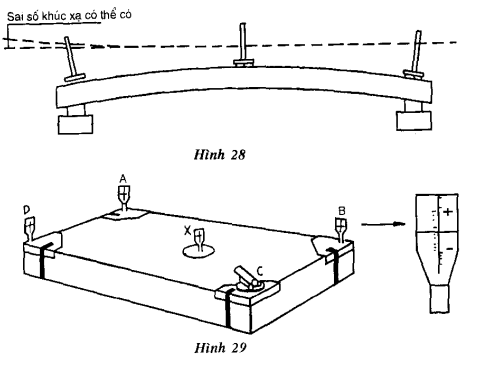 Sai số khúc xạ có thể có
Hình 28
A
D
B
X
C
+
-
Hình 29